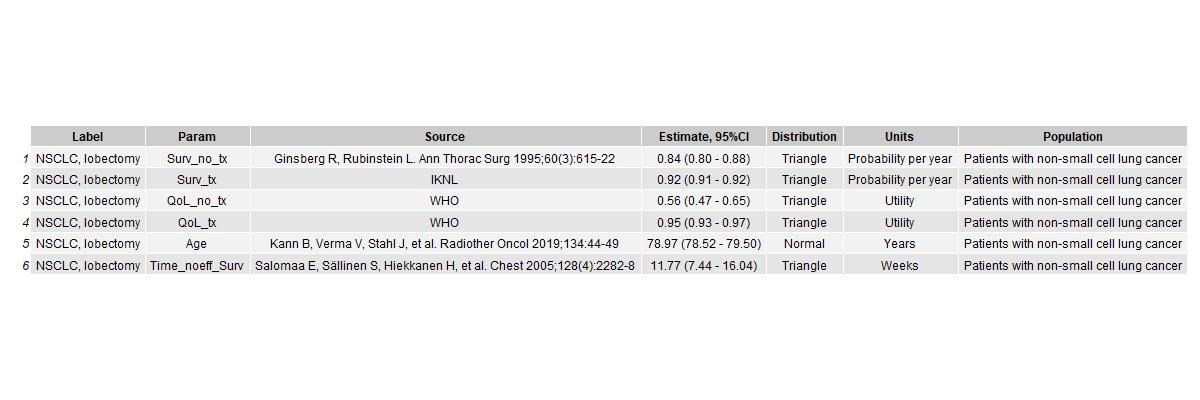 Label Param Source Estimate, 95%CI Distribution Units Population
1 NSCLC, lobectomy Surv_no_tx Ginsberg R, Rubinstein L. Ann Thorac Surg 1995;60(3):615-22 0.84 (0.80 - 0.88) Triangle Probability per year Patients with non-small cell lung cancer
2 NSCLC, lobectomy Surv_tx IKNL 0.92 (0.91 - 0.92) Triangle Probability per year Patients with non-small cell lung cancer
3 NSCLC, lobectomy QoL_no_tx WHO 0.56 (0.47 - 0.65) Triangle Utility Patients with non-small cell lung cancer
4 NSCLC, lobectomy QoL_tx WHO 0.95 (0.93 - 0.97) Triangle Utility Patients with non-small cell lung cancer
5 NSCLC, lobectomy Age Kann B, Verma V, Stahl J, et al. Radiother Oncol 2019;134:44-49 78.97 (78.52 - 79.50) Normal Years Patients with non-small cell lung cancer
6 NSCLC, lobectomy Time_noeff_Surv Salomaa E, Sällinen S, Hiekkanen H, et al. Chest 2005;128(4):2282-8 11.77 (7.44 - 16.04) Triangle Weeks Patients with non-small cell lung cancer